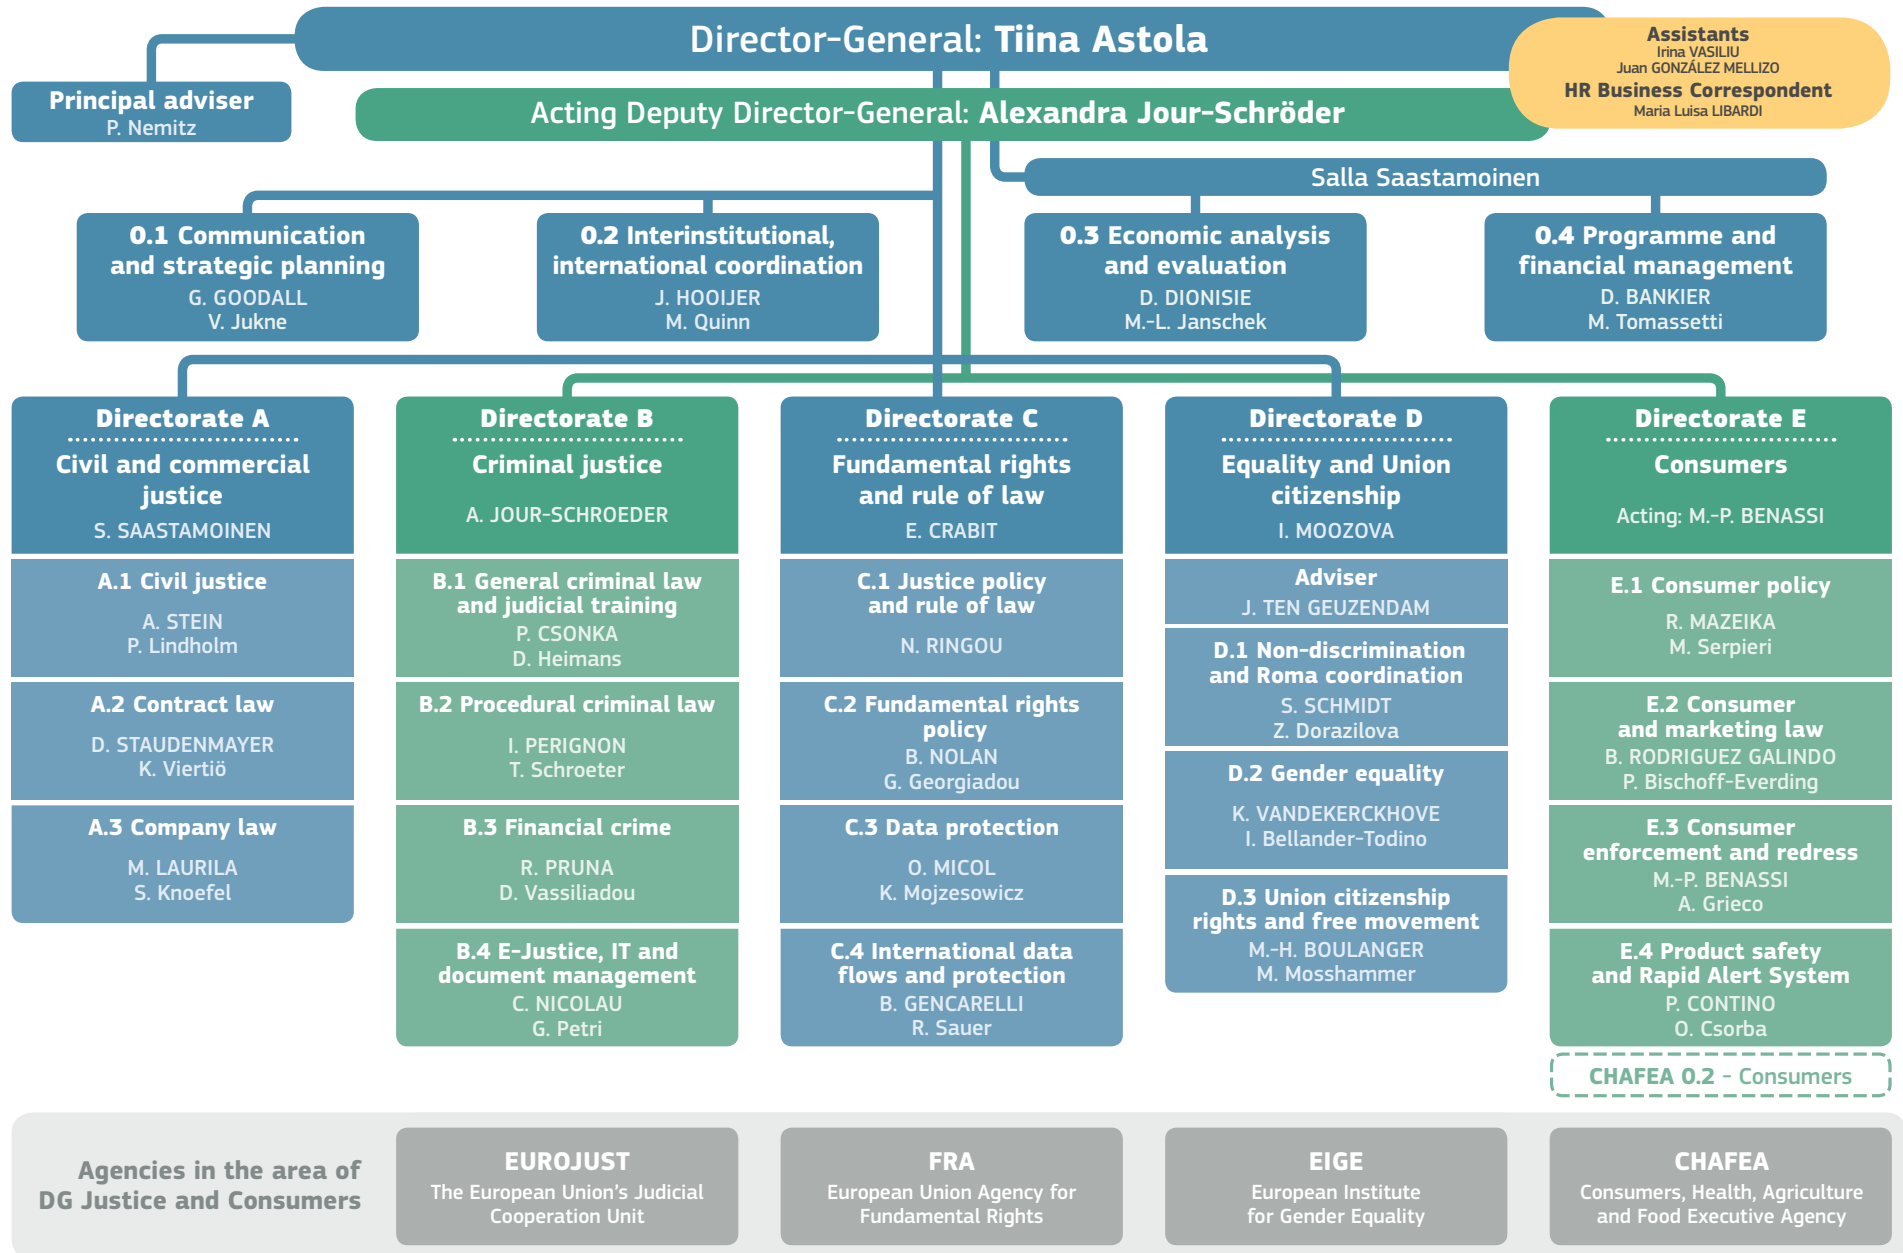 Director-General: Tiina Astola
Assistants
Irina VASILIU
Juan GONZÁLEZ MELLIZO
HR Business Correspondent
Maria Luisa LIBARDI
Principal adviser
P. Nemitz
Acting Deputy Director-General: Alexandra Jour-Schröder
Salla Saastamoinen
0.1 Communication
and strategic planning
G. GOODALL
V. Jukne
0.2 Interinstitutional,
international coordination
J. HOOIJER
M. Quinn
0.3 Economic analysis
and evaluation
D. DIONISIE
M.-L. Janschek
0.4 Programme and
financial management
D. BANKIER
M. Tomassetti
Directorate A
Civil and commercial
justice
S. SAASTAMOINEN
A.1 Civil justice
A. STEIN
P. Lindholm
A.2 Contract law
D. STAUDENMAYER
K. Viertiö
A.3 Company law
M. LAURILA
S. Knoefel
Directorate B
Criminal justice
A. JOUR-SCHROEDER
B.1 General criminal law
and judicial training
P. CSONKA
D. Heimans
B.2 Procedural criminal law
I. PERIGNON
T. Schroeter
B.3 Financial crime
R. PRUNA
D. Vassiliadou
B.4 E-Justice, IT and
document management
C. NICOLAU
G. Petri
Directorate C
Fundamental rights
and rule of law
E. CRABIT
C.1 Justice policy
and rule of law
N. RINGOU
C.2 Fundamental rights
policy
B. NOLAN
G. Georgiadou
C.3 Data protection
O. MICOL
K. Mojzesowicz
C.4 International data
flows and protection
B. GENCARELLI
R. Sauer
Directorate D
Equality and Union
citizenship
I. MOOZOVA
Adviser
J. TEN GEUZENDAM
D.1 Non-discrimination
and Roma coordination
S. SCHMIDT
Z. Dorazilova
D.2 Gender equality
K. VANDEKERCKHOVE
I. Bellander-Todino
D.3 Union citizenship
rights and free movement
M.-H. BOULANGER
M. Mosshammer
Directorate E
Consumers
Acting: M.-P. BENASSI
E.1 Consumer policy
R. MAZEIKA
M. Serpieri
E.2 Consumer
and marketing law
B. RODRIGUEZ GALINDO
P. Bischoff-Everding
E.3 Consumer
enforcement and redress
M.-P. BENASSI
A. Grieco
E.4 Product safety
and Rapid Alert System
P. CONTINO
O. Csorba
CHAFEA 0.2 - Consumers
Agencies in the area of
DG Justice and Consumers
EUROJUST
The European Union's Judicial
Cooperation Unit
FRA
European Union Agency for
Fundamental Rights
EIGE
European Institute
for Gender Equality
CHAFEA
Consumers, Health, Agriculture
and Food Executive Agency